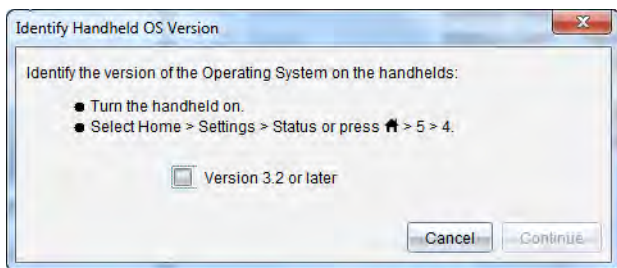 Identify Handheld OS Version
Identify the version of the Operating System on the handhelds:
● Turn the handheld on.
● Select Home > Settings > Status or press > 5 > 4.
Version 3.2 or later
Cancel Continue